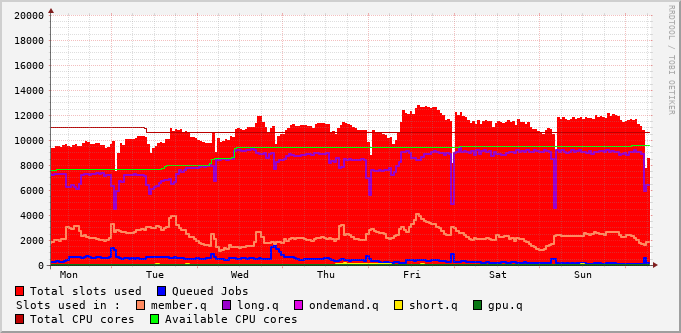 20000
18000
16000
14000
12000
10000
8000
6000
4000
2000
0
Mon Tue Wed Thu Fri Sat Sun
Total slots used Queued Jobs
Slots used in : member.q long.q ondemand.q short.q gpu.q
Total CPU cores Available CPU cores
RRDTOOL / TOBI OETIKER